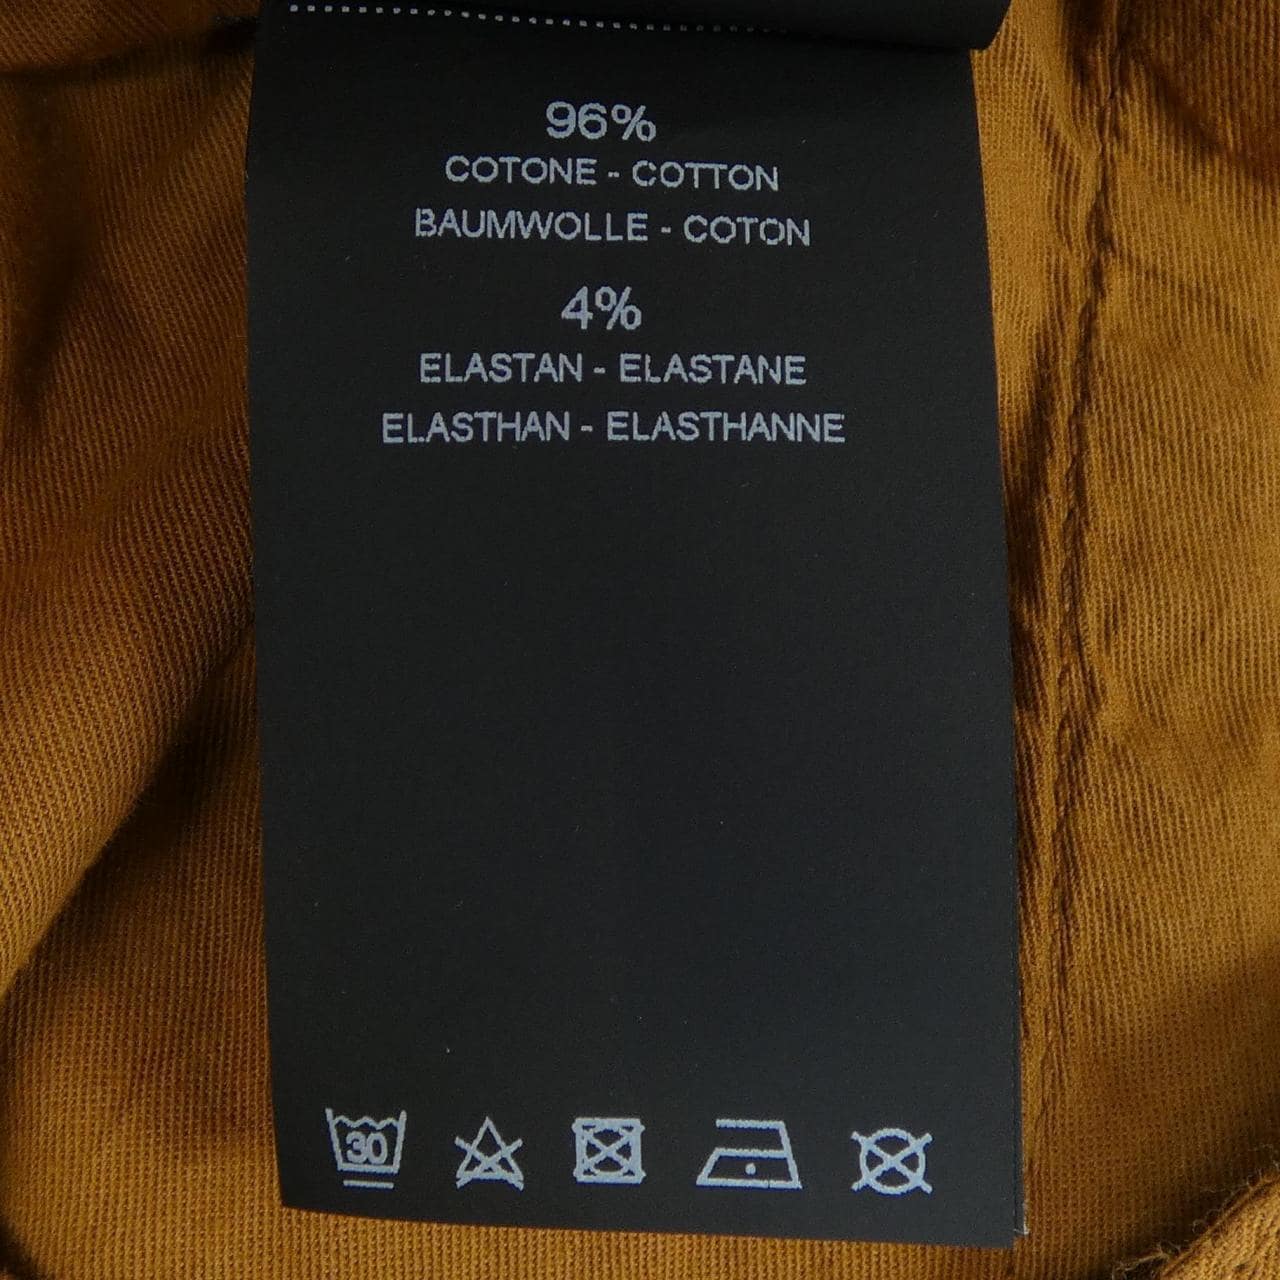 96%
COTONE - COTTON
BAUMWOLLE - COTON
4%
ELASTAN - ELASTANE
ELASTHAN - ELASTHANNE
30